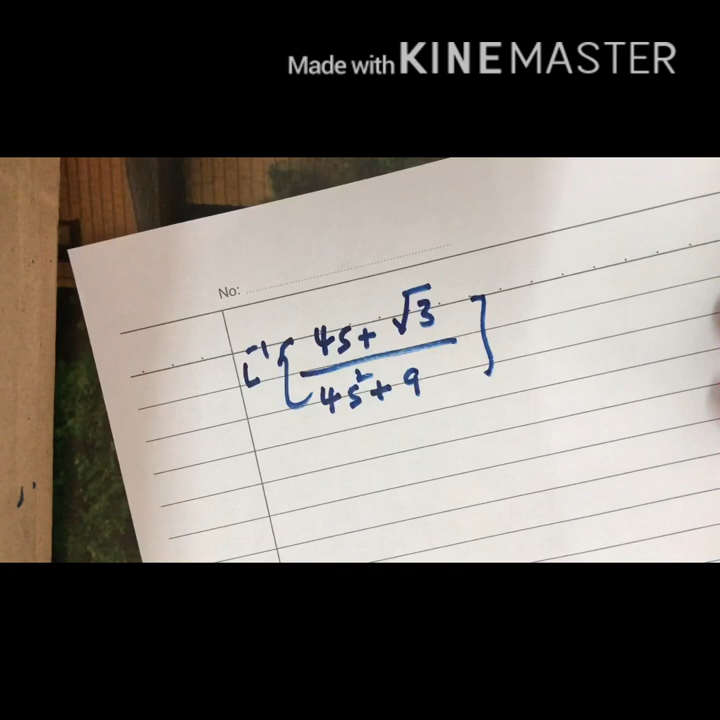 Made with KINEMASTER
No:
L⁻¹ [ 4s + √3
4s² + 9 ]